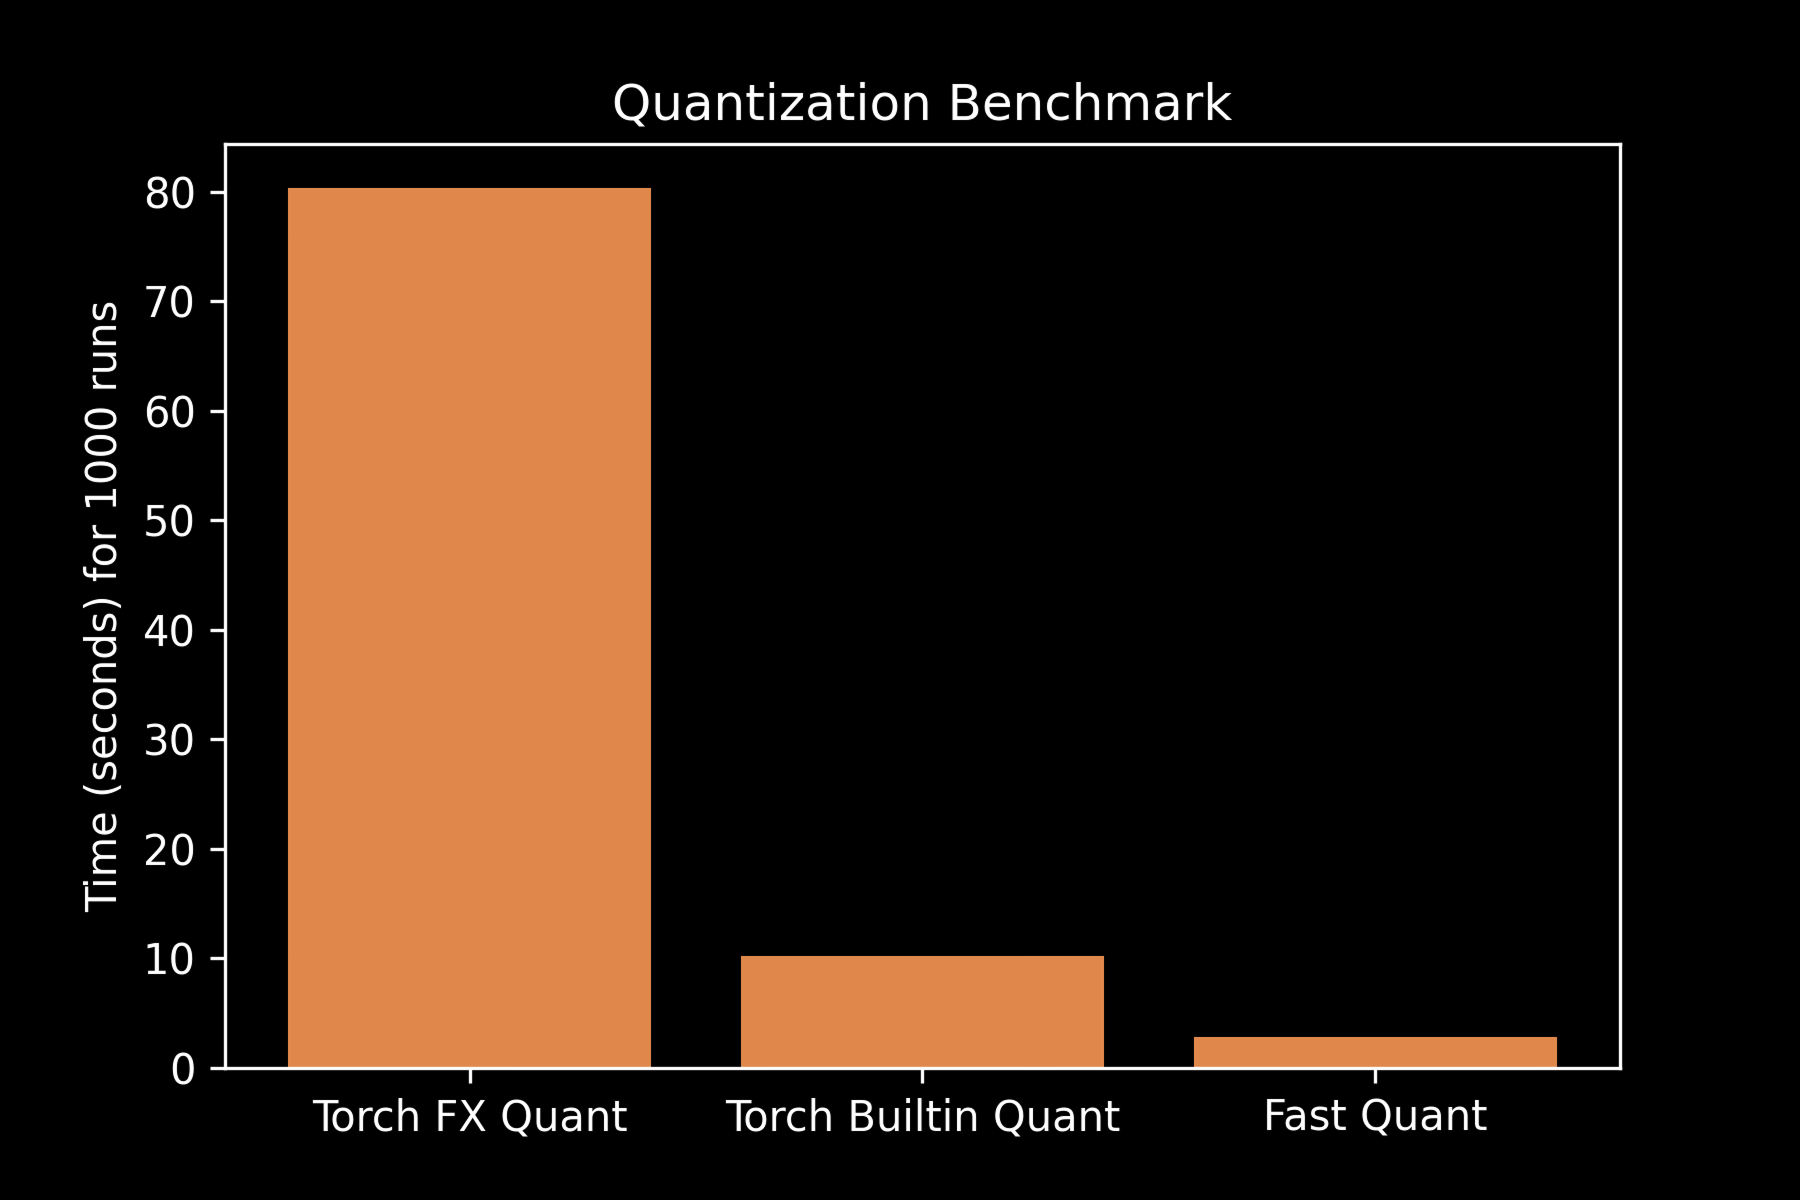 Quantization Benchmark
Time (seconds) for 1000 runs
80
70
60
50
40
30
20
10
0
Torch FX Quant
Torch Builtin Quant
Fast Quant